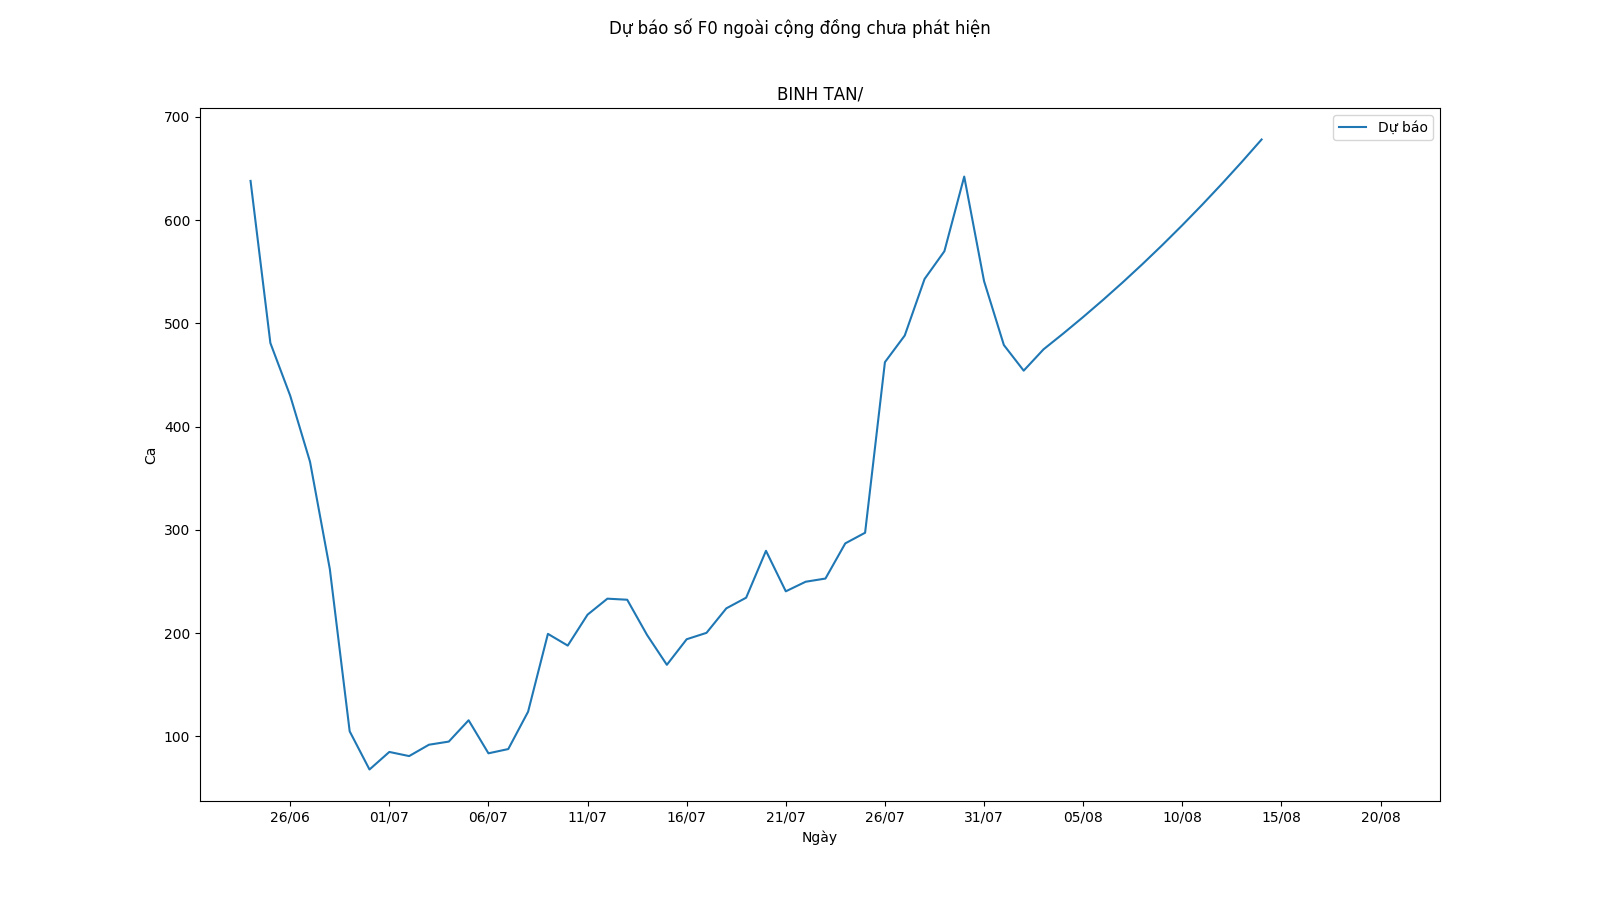 Dự báo số F0 ngoài cộng đồng chưa phát hiện
BINH TAN/
Dự báo
700
600
500
400
300
200
100
Ca
26/06 01/07 06/07 11/07 16/07 21/07 26/07 31/07 05/08 10/08 15/08 20/08
Ngày